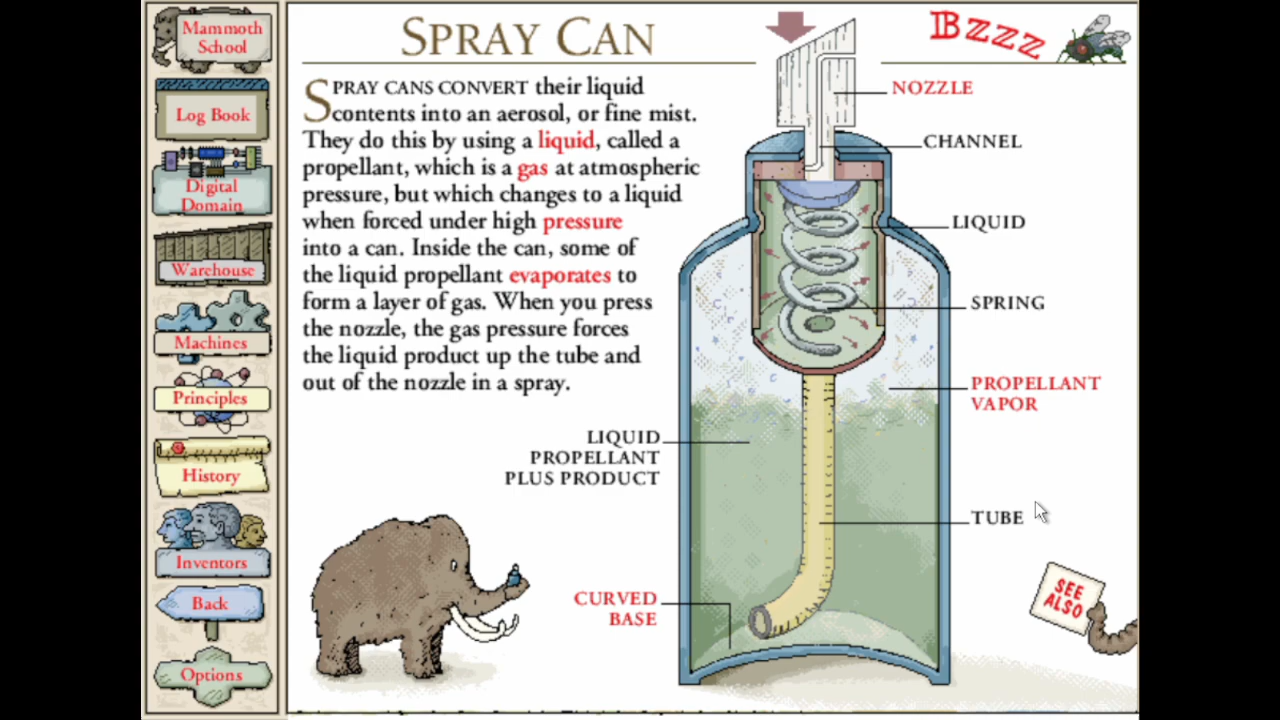 Mammoth
School
Log Book
Digital
Domain
Warehouse
Machines
Principles
History
Inventors
Back
Options
SPRAY CAN
BZZZ
SPRAY CANS CONVERT their liquid
contents into an aerosol, or fine mist.
They do this by using a liquid, called a
propellant, which is a gas at atmospheric
pressure, but which changes to a liquid
when forced under high pressure
into a can. Inside the can, some of
the liquid propellant evaporates to
form a layer of gas. When you press
the nozzle, the gas pressure forces
the liquid product up the tube and
out of the nozzle in a spray.
NOZZLE
CHANNEL
LIQUID
SPRING
PROPELLANT
VAPOR
LIQUID
PROPELLANT
PLUS PRODUCT
TUBE
CURVED
BASE
SEE
ALSO